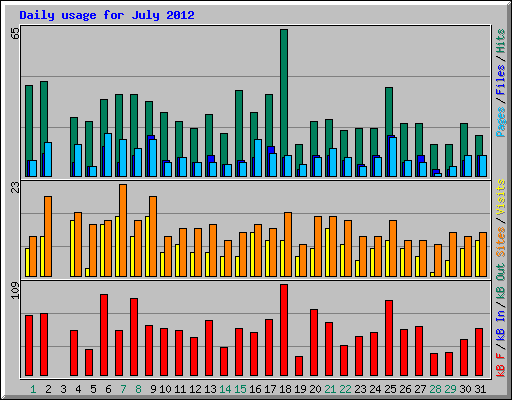 Daily usage for July 2012
65
Pages / Files / Hits
23
Sites / Visits
109
kB F / kB In / kB Out
1 2 3 4 5 6 7 8 9 10 11 12 13 14 15 16 17 18 19 20 21 22 23 24 25 26 27 28 29 30 31